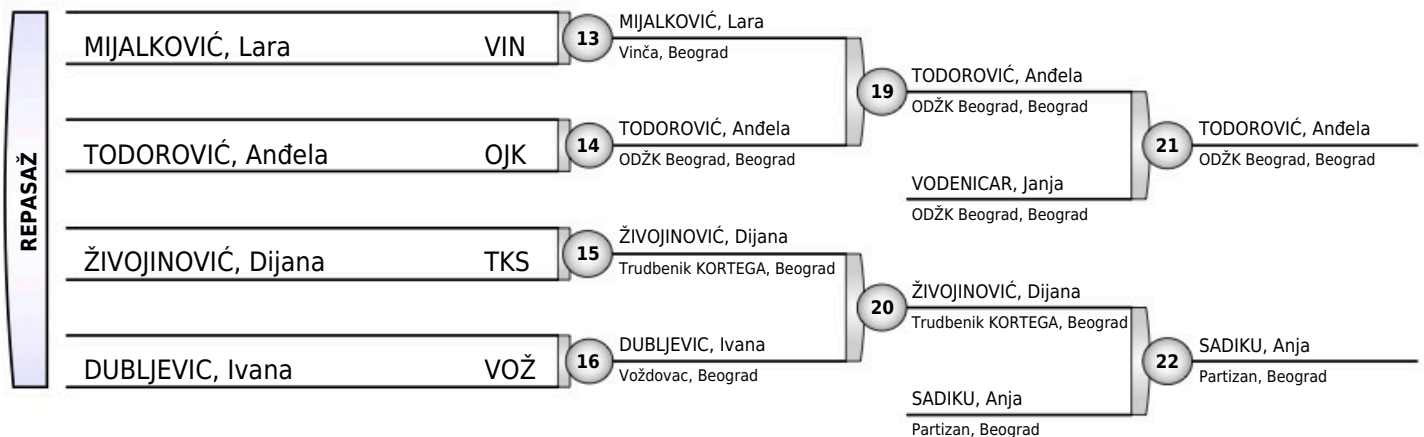 REPASAŽ
MIJALKOVIĆ, Lara VIN
TODOROVIĆ, Anđela OJK
ŽIVOJINOVIĆ, Dijana TKS
DUBLJEVIC, Ivana VOŽ
13
MIJALKOVIĆ, Lara
Vinča, Beograd
14
TODOROVIĆ, Anđela
ODŽK Beograd, Beograd
15
ŽIVOJINOVIĆ, Dijana
Trudbenik KORTEGA, Beograd
16
DUBLJEVIC, Ivana
Voždovac, Beograd
19
TODOROVIĆ, Anđela
ODŽK Beograd, Beograd
VODENICAR, Janja
ODŽK Beograd, Beograd
20
ŽIVOJINOVIĆ, Dijana
Trudbenik KORTEGA, Beograd
SADIKU, Anja
Partizan, Beograd
21
TODOROVIĆ, Anđela
ODŽK Beograd, Beograd
22
SADIKU, Anja
Partizan, Beograd